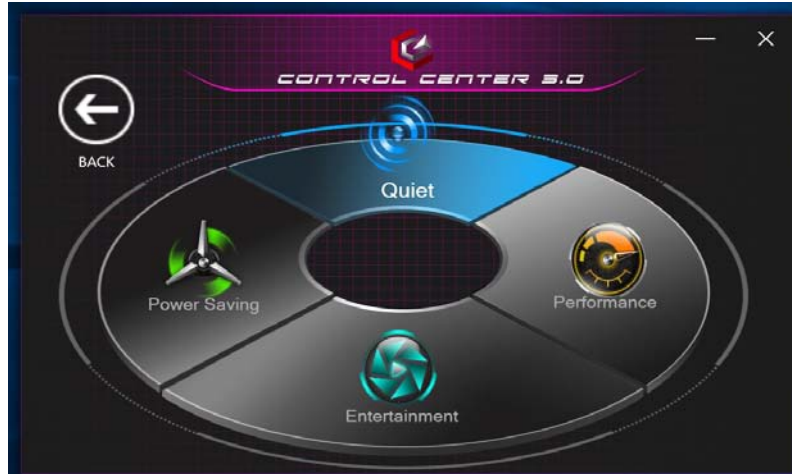 CONTROL CENTER 3.0
BACK
Quiet
Power Saving
Performance
Entertainment